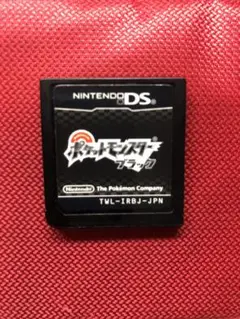 NINTENDO DS
ポケットモンスター
ブラック
Nintendo The Pokémon Company
TWL-IRBJ-JPN